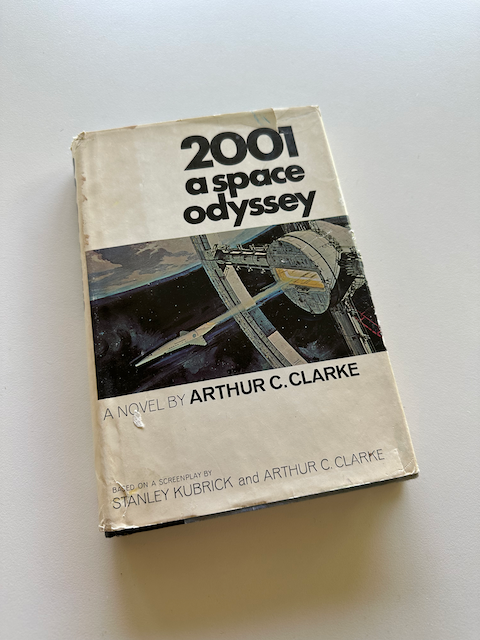 2001
a space
odyssey
A NOVEL BY ARTHUR C. CLARKE
BASED ON A SCREENPLAY BY
STANLEY KUBRICK and ARTHUR C. CLARKE